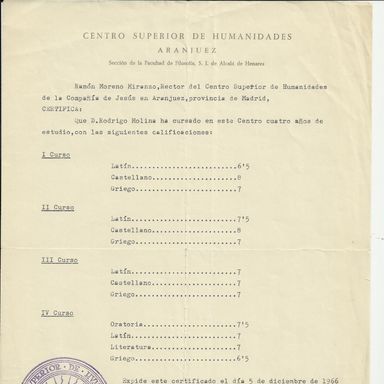 CENTRO SUPERIOR DE HUMANIDADES
ARANJUEZ
Sección de la Facultad de Filosofía, S. I. de Alcalá de Henares
Ramón Moreno Miranzo,Rector del Centro Superior de Humanidades
de la Compañía de Jesús en Aranjuez,provincia de Madrid,
CERTIFICA:
Que D.Rodrigo Molina ha cursado en este Centro cuatro años de
estudio,con las siguientes calificaciones:
I Curso
Latín........................6'5
Castellano...................8
Griego.......................7
II Curso
Latín........................7'5
Castellano...................8
Griego.......................7
III Curso
Latín........................7
Castellano...................7
Griego.......................7
IV Curso
Oratoria.....................7'5
Latín........................7
Literatura...................7
Griego.......................6'5
Expide este certificado el día 5 de diciembre de 1966